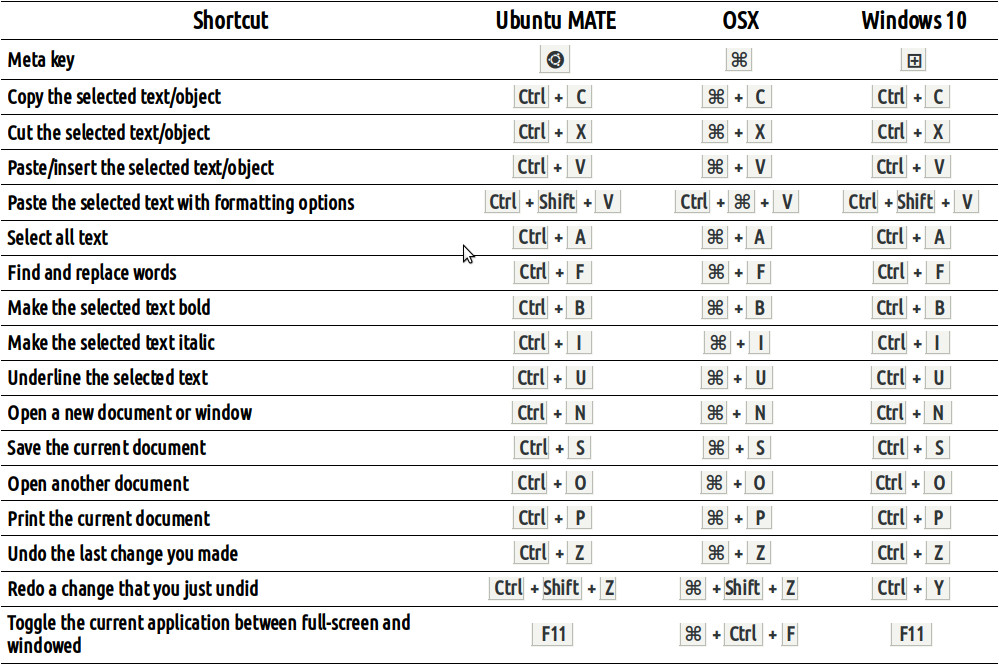 Shortcut Ubuntu MATE OSX Windows 10
Meta key ⌘ ⊞
Copy the selected text/object Ctrl + C ⌘ + C Ctrl + C
Cut the selected text/object Ctrl + X ⌘ + X Ctrl + X
Paste/insert the selected text/object Ctrl + V ⌘ + V Ctrl + V
Paste the selected text with formatting options Ctrl + Shift + V Ctrl + ⌘ + V Ctrl + Shift + V
Select all text Ctrl + A ⌘ + A Ctrl + A
Find and replace words Ctrl + F ⌘ + F Ctrl + F
Make the selected text bold Ctrl + B ⌘ + B Ctrl + B
Make the selected text italic Ctrl + I ⌘ + I Ctrl + I
Underline the selected text Ctrl + U ⌘ + U Ctrl + U
Open a new document or window Ctrl + N ⌘ + N Ctrl + N
Save the current document Ctrl + S ⌘ + S Ctrl + S
Open another document Ctrl + O ⌘ + O Ctrl + O
Print the current document Ctrl + P ⌘ + P Ctrl + P
Undo the last change you made Ctrl + Z ⌘ + Z Ctrl + Z
Redo a change that you just undid Ctrl + Shift + Z ⌘ + Shift + Z Ctrl + Y
Toggle the current application between full-screen and
windowed F11 ⌘ + Ctrl + F F11